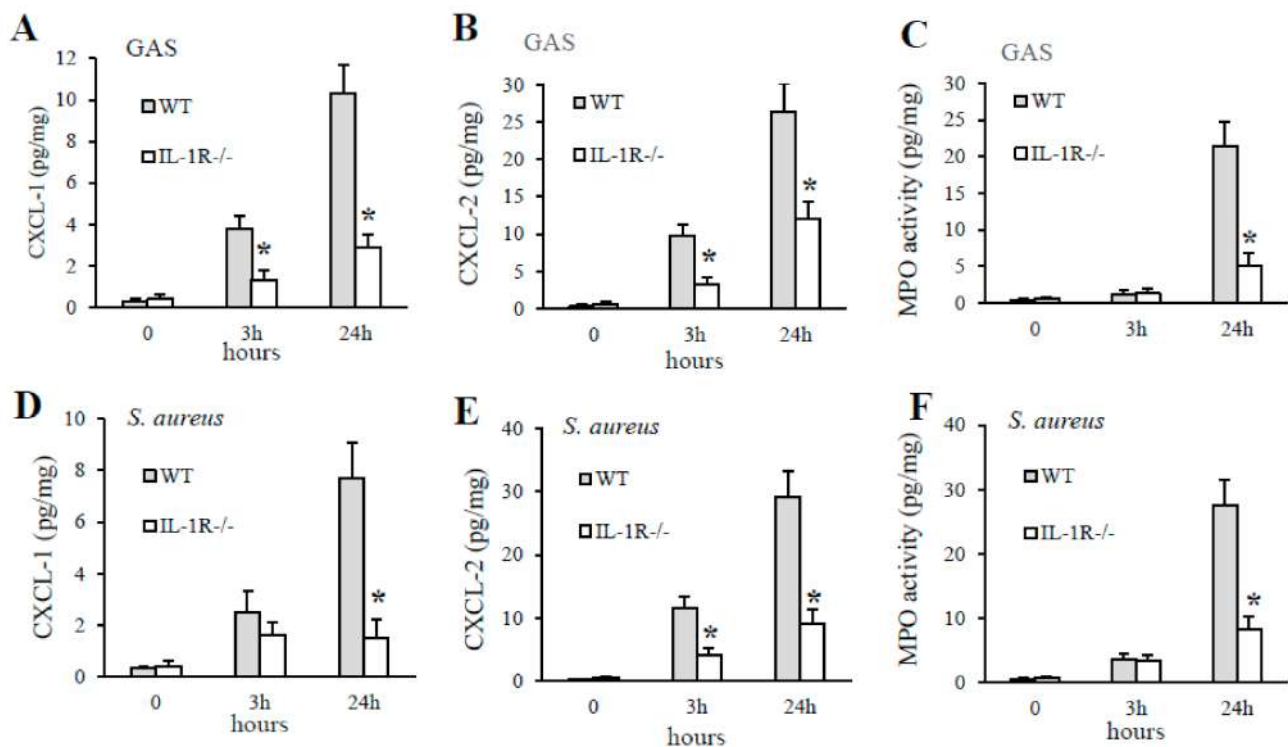 A
GAS
CXCL-1 (pg/mg)
12
10
8
6
4
2
0
WT
IL-1R-/-
*
*
0
3h
24h
hours
B
GAS
CXCL-2 (pg/mg)
30
25
20
15
10
5
0
WT
IL-1R-/-
*
*
0
3h
24h
hours
C
GAS
MPO activity (pg/mg)
30
25
20
15
10
5
0
WT
IL-1R-/-
*
0
3h
24h
D
S. aureus
CXCL-1 (pg/mg)
10
8
6
4
2
0
WT
IL-1R-/-
*
0
3h
24h
E
S. aureus
CXCL-2 (pg/mg)
40
30
20
10
0
WT
IL-1R-/-
*
*
0
3h
24h
hours
F
S. aureus
MPO activity (pg/mg)
40
30
20
10
0
WT
IL-1R-/-
*
0
3h
24h